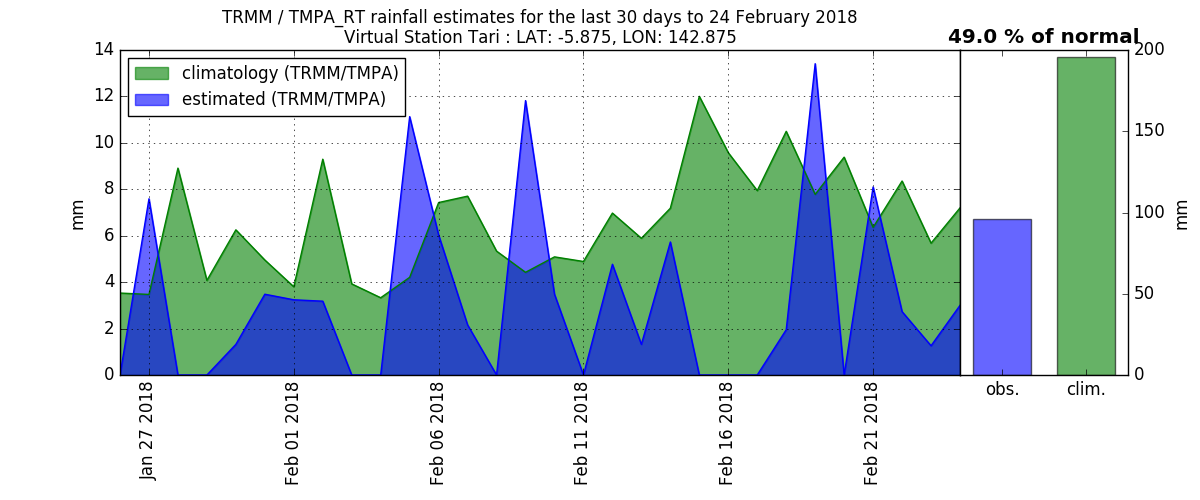 TRMM / TMPA_RT rainfall estimates for the last 30 days to 24 February 2018
Virtual Station Tari : LAT: -5.875, LON: 142.875
49.0 % of normal
climatology (TRMM/TMPA)
estimated (TRMM/TMPA)
14
12
10
8
6
4
2
0
mm
Jan 27 2018
Feb 01 2018
Feb 06 2018
Feb 11 2018
Feb 16 2018
Feb 21 2018
200
150
100
50
0
mm
obs.
clim.